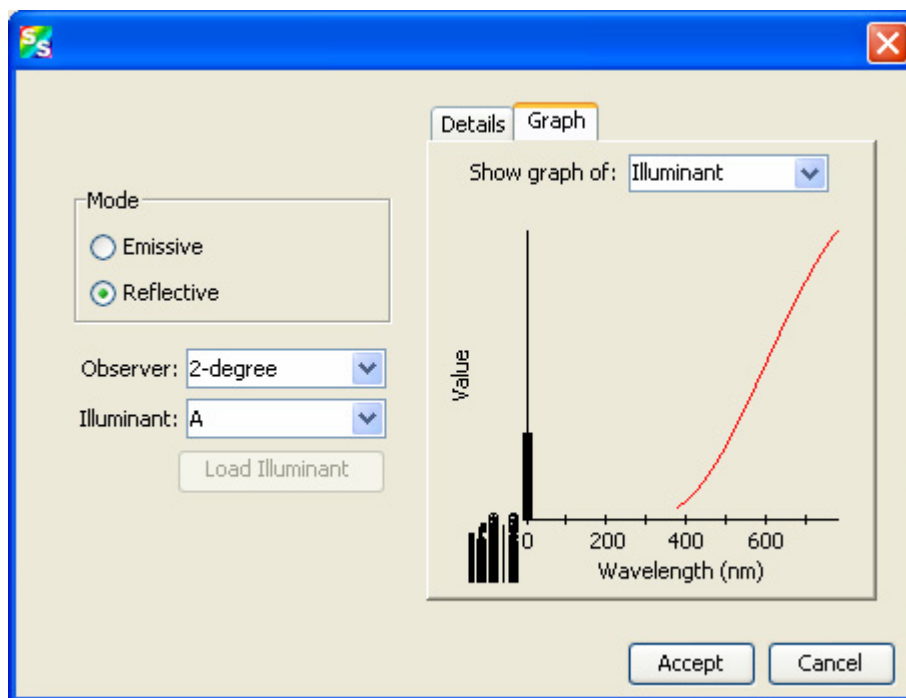 SS
Details Graph
Show graph of: Illuminant
Mode
Emissive
Reflective
Observer: 2-degree
Illuminant: A
Load Illuminant
Value
0 200 400 600
Wavelength (nm)
Accept Cancel